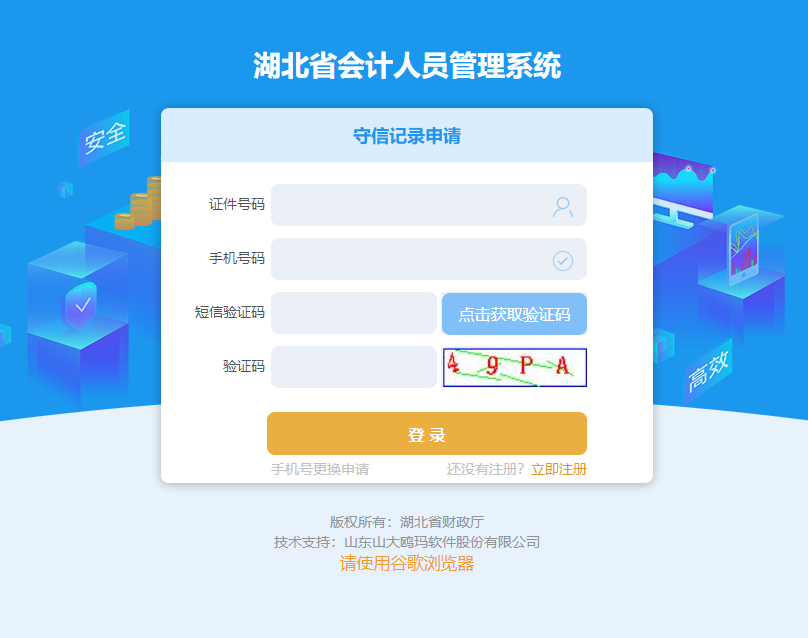 湖北省会计人员管理系统
守信记录申请
安全
证件号码
手机号码
短信验证码
点击获取验证码
验证码
4 9 P A
高效
登 录
手机号更换申请
还没有注册？立即注册
版权所有：湖北省财政厅
技术支持：山东山大鸥玛软件股份有限公司
请使用谷歌浏览器